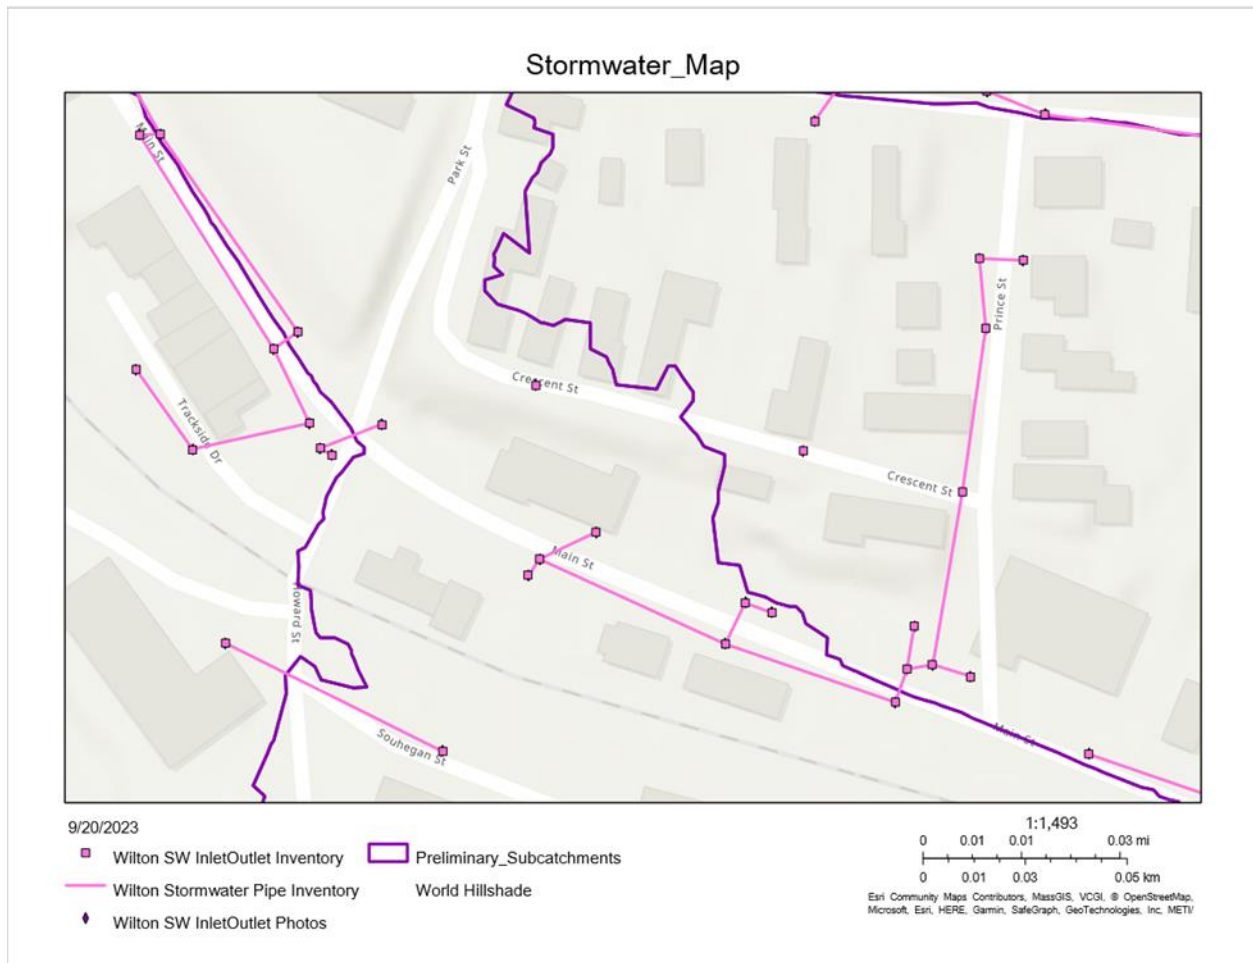 Stormwater_Map
Main St
Park St
Prince St
Crescent St
Trackside Dr
Crescent St
Main St
Howard St
Souhegan St
Main St
9/20/2023
Wilton SW InletOutlet Inventory
Wilton Stormwater Pipe Inventory
Wilton SW InletOutlet Photos
Preliminary_Subcatchments
World Hillshade
1:1,493
0 0.01 0.01 0.03 mi
0 0.01 0.03 0.05 km
Esri Community Maps Contributors, MassGIS, VCGI, © OpenStreetMap,
Microsoft, Esri, HERE, Garmin, SafeGraph, GeoTechnologies, Inc, METI/